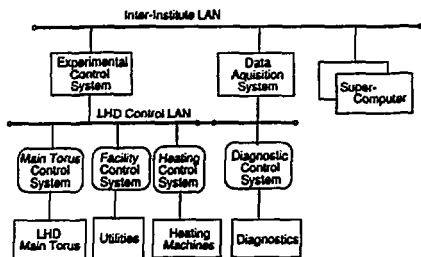 Inter-Institute LAN
Experimental
Control
System
Data
Aquisition
System
Super-
Computer
LHD Control LAN
Main Torus
Control
System
Facility
Control
System
Heating
Control
System
Diagnostic
Control
System
LHD
Main Torus
Utilities
Heating
Machines
Diagnostics